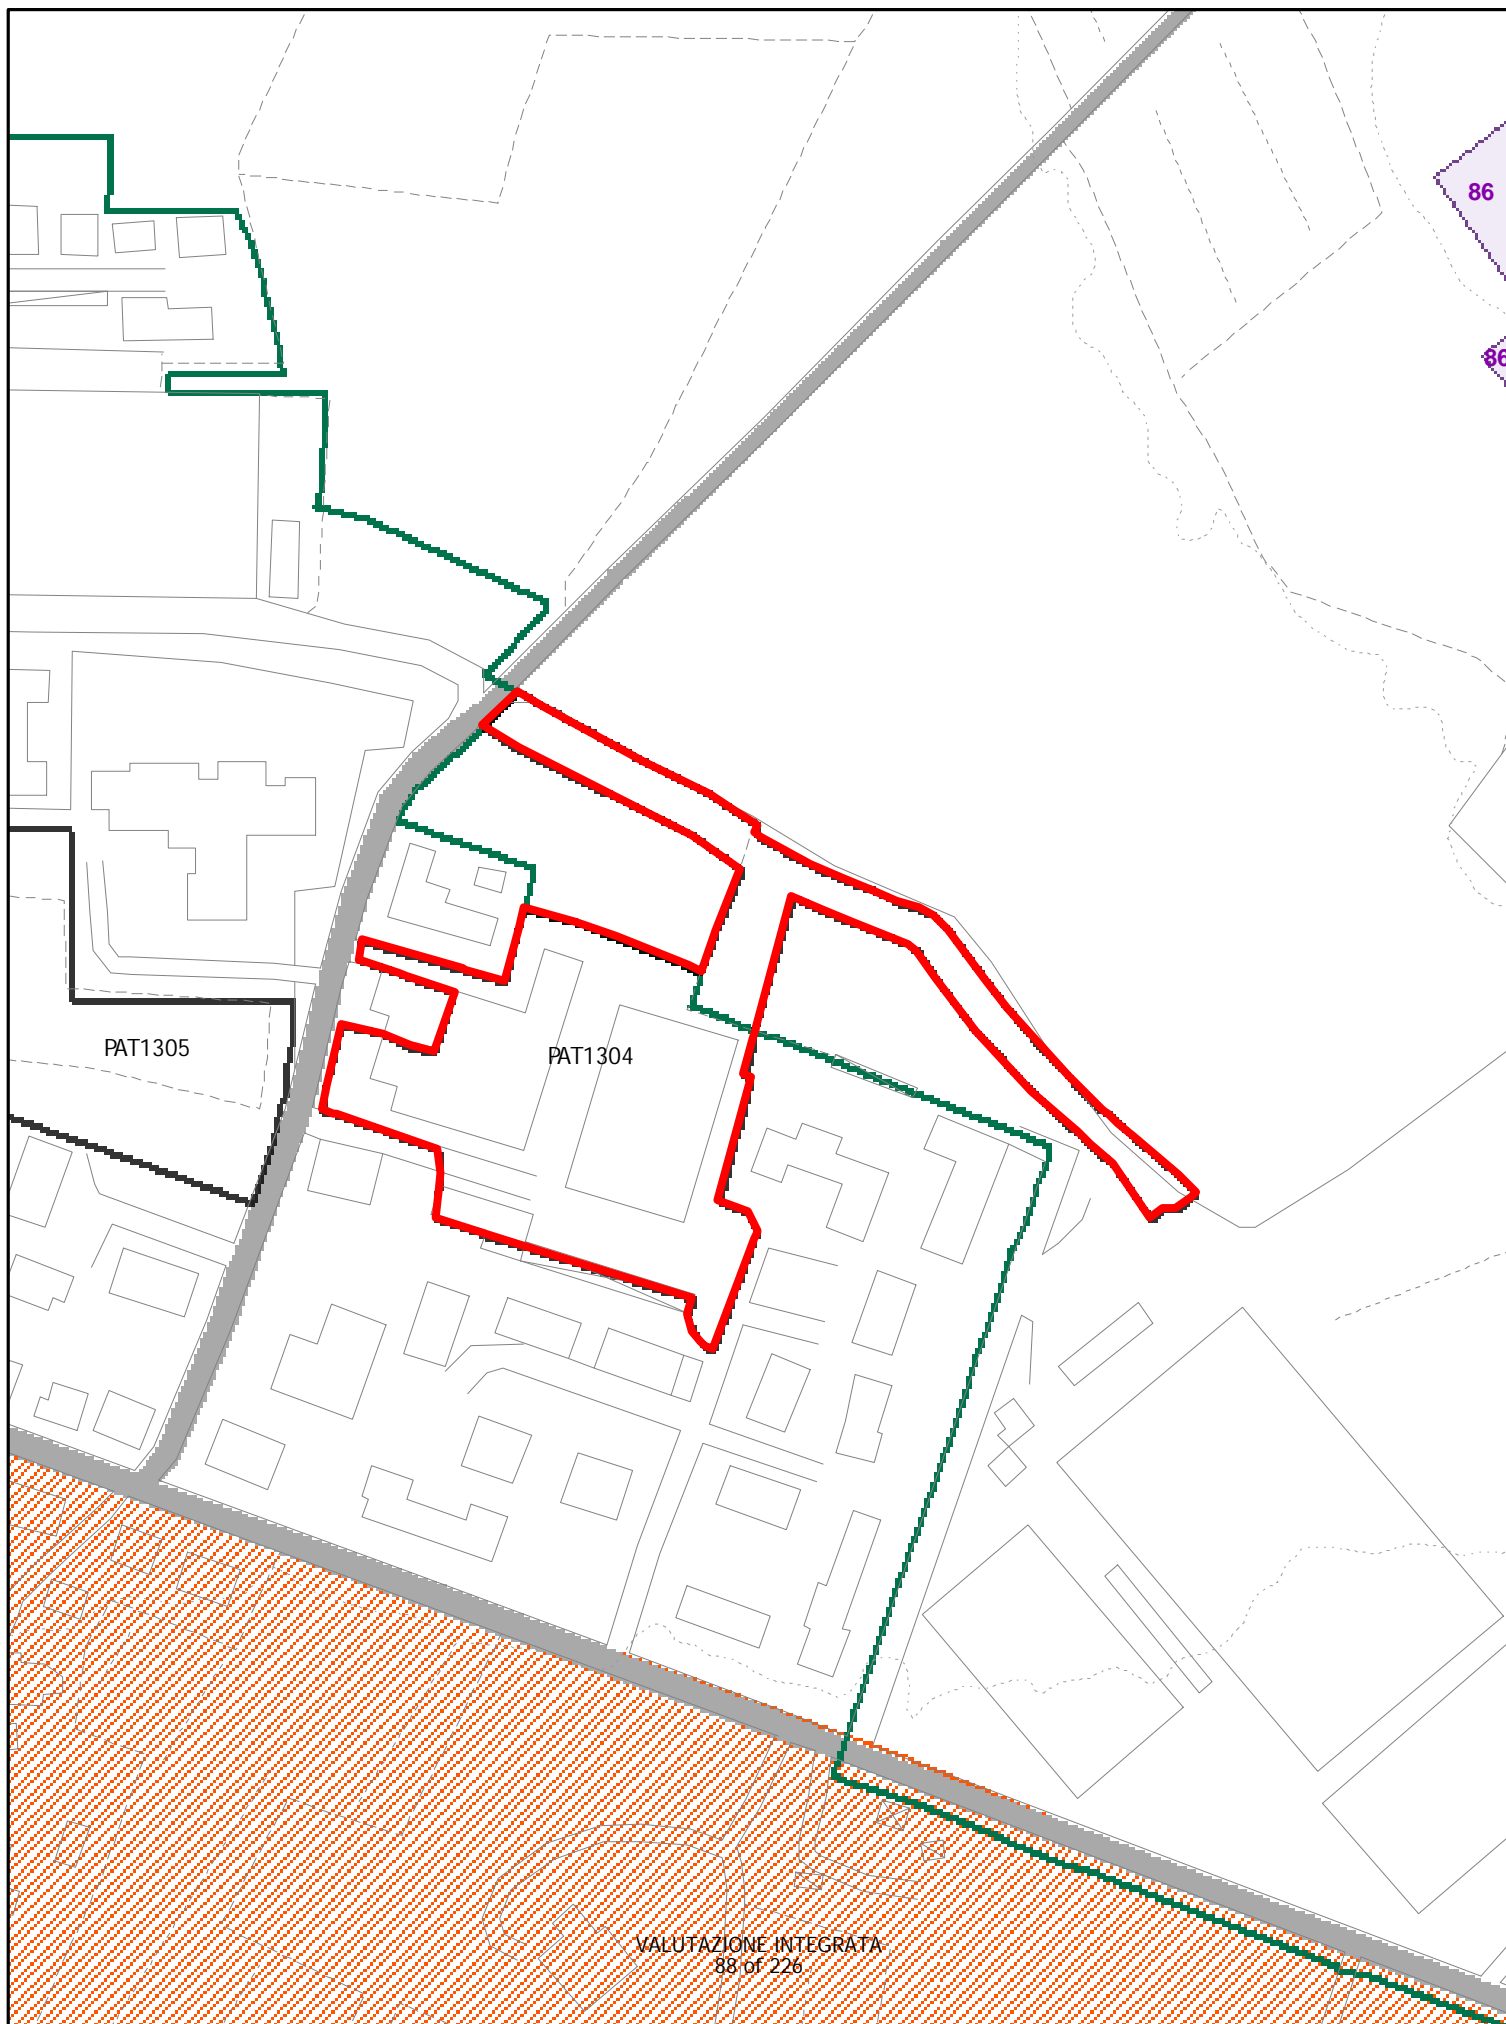 86
86
PAT1305
PAT1304
VALUTAZIONE INTEGRATA
88 of 226